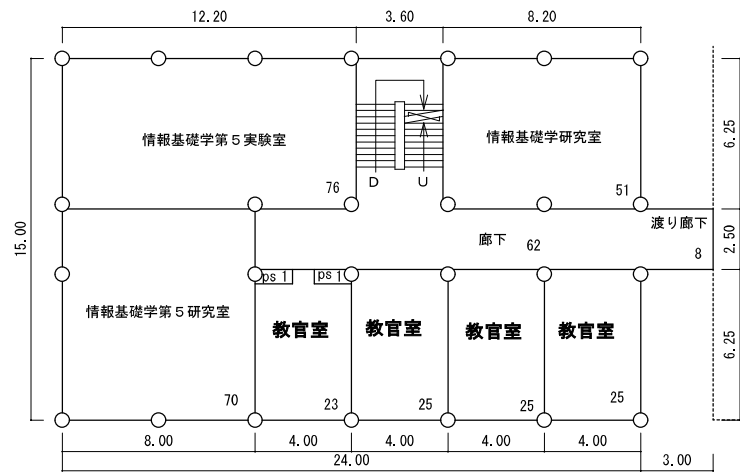 12.20 3.60 8.20
情報基礎学第5実験室
76
D U
情報基礎学研究室
51
6.25
15.00
廊下 62
渡り廊下
8
2.50
情報基礎学第5研究室
70
ps 1 ps 1
教官室 教官室 教官室 教官室
23 25 25 25
6.25
8.00 4.00 4.00 4.00 4.00
24.00 3.00